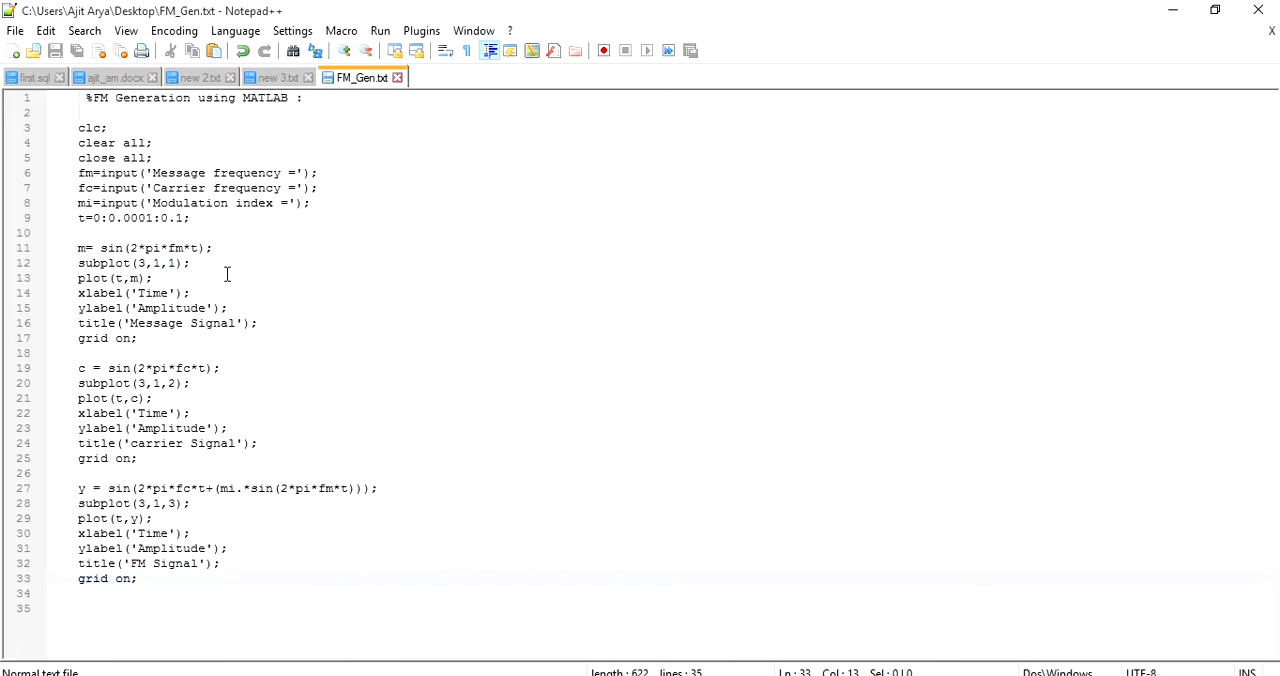 C:\Users\Ajit Arya\Desktop\FM_Gen.txt - Notepad++
File Edit Search View Encoding Language Settings Macro Run Plugins Window ? X
first.sql ajit_am.docx new 2.txt new 3.txt FM_Gen.txt
1 %FM Generation using MATLAB :
2
3 clc;
4 clear all;
5 close all;
6 fm=input('Message frequency =');
7 fc=input('Carrier frequency =');
8 mi=input('Modulation index =');
9 t=0:0.0001:0.1;
10
11 m= sin(2*pi*fm*t);
12 subplot(3,1,1);
13 plot(t,m);
14 xlabel('Time');
15 ylabel('Amplitude');
16 title('Message Signal');
17 grid on;
18
19 c = sin(2*pi*fc*t);
20 subplot(3,1,2);
21 plot(t,c);
22 xlabel('Time');
23 ylabel('Amplitude');
24 title('carrier Signal');
25 grid on;
26
27 y = sin(2*pi*fc*t+(mi.*sin(2*pi*fm*t)));
28 subplot(3,1,3);
29 plot(t,y);
30 xlabel('Time');
31 ylabel('Amplitude');
32 title('FM Signal');
33 grid on;
34
35
Normal text file length : 622 lines : 35 Ln : 33 Col : 13 Sel : 0 | 0 Dos\Windows UTF-8 INS